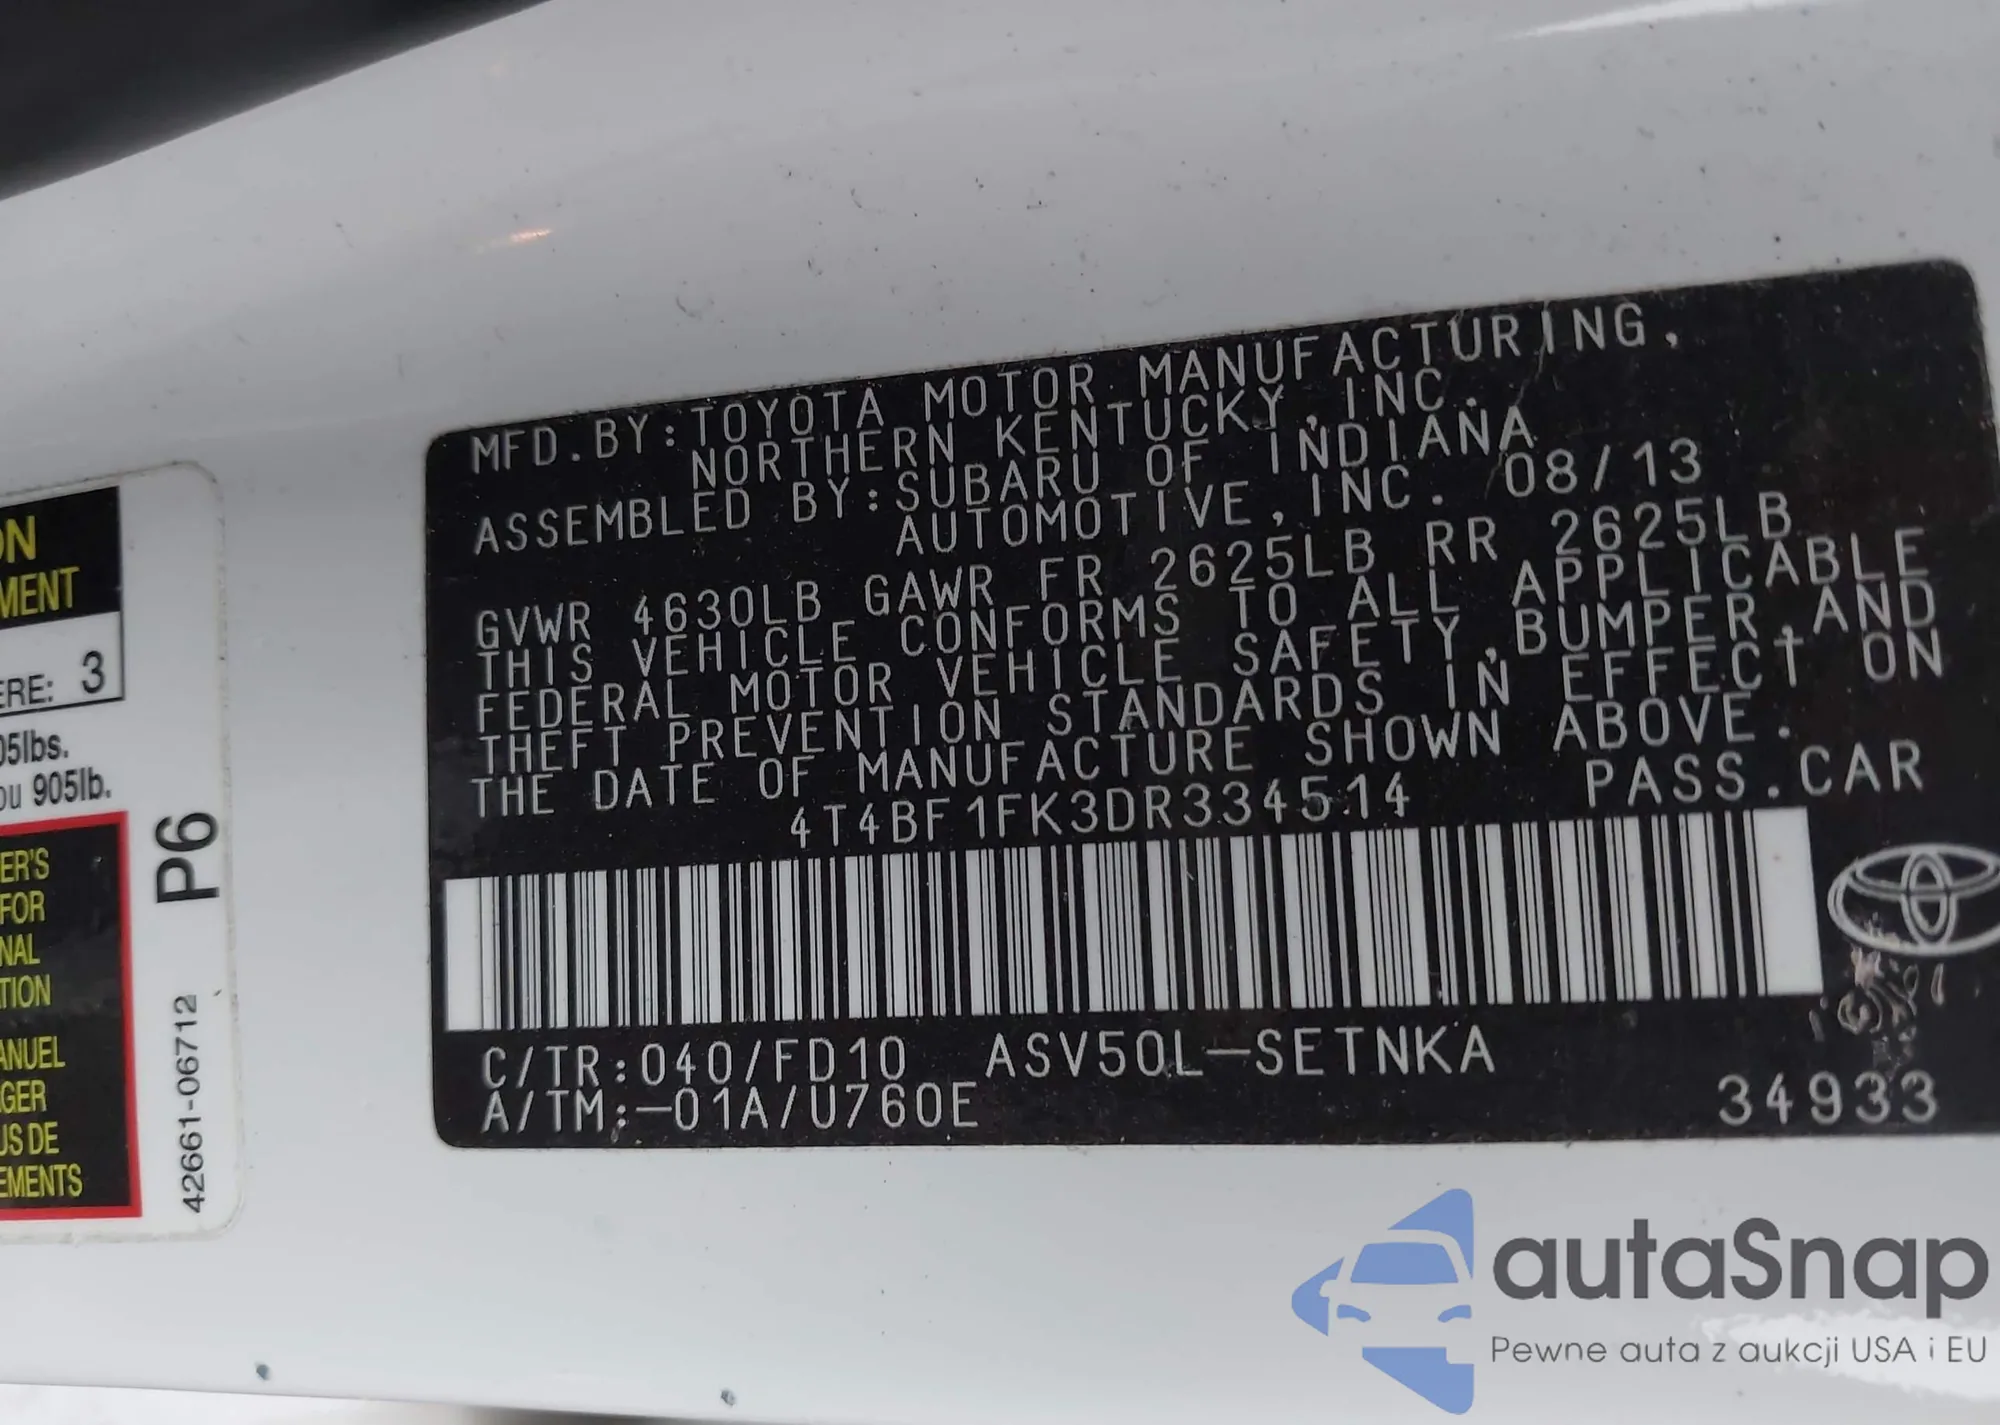 MFD.BY:TOYOTA MOTOR MANUFACTURING,
NORTHERN KENTUCKY,INC.
ASSEMBLED BY:SUBARU OF INDIANA
AUTOMOTIVE,INC. 08/13
GVWR 4630LB GAWR FR 2625LB RR 2625LB
THIS VEHICLE CONFORMS TO ALL APPLICABLE
FEDERAL MOTOR VEHICLE SAFETY,BUMPER,AND
THEFT PREVENTION STANDARDS IN EFFECT ON
THE DATE OF MANUFACTURE SHOWN ABOVE.
4T4BF1FK3DR334514 PASS.CAR
C/TR:040/FD10 ASV50L-SETNKA
A/TM:-01A/U760E 34933
ON
MENT
ERE: 3
05lbs.
ou 905lb.
ER'S
FOR
NAL
TION
ANUEL
GER
US DE
EMENTS
P6
42661-06712
autaSnap
Pewne auta z aukcji USA i EU